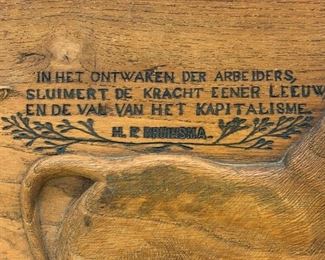 IN HET ONTWAKEN DER ARBEIDERS,
SLUIMERT DE KRACHT EENER LEEUW
EN DE VAL VAN HET KAPITALISME
H. P. BRUINSMA.